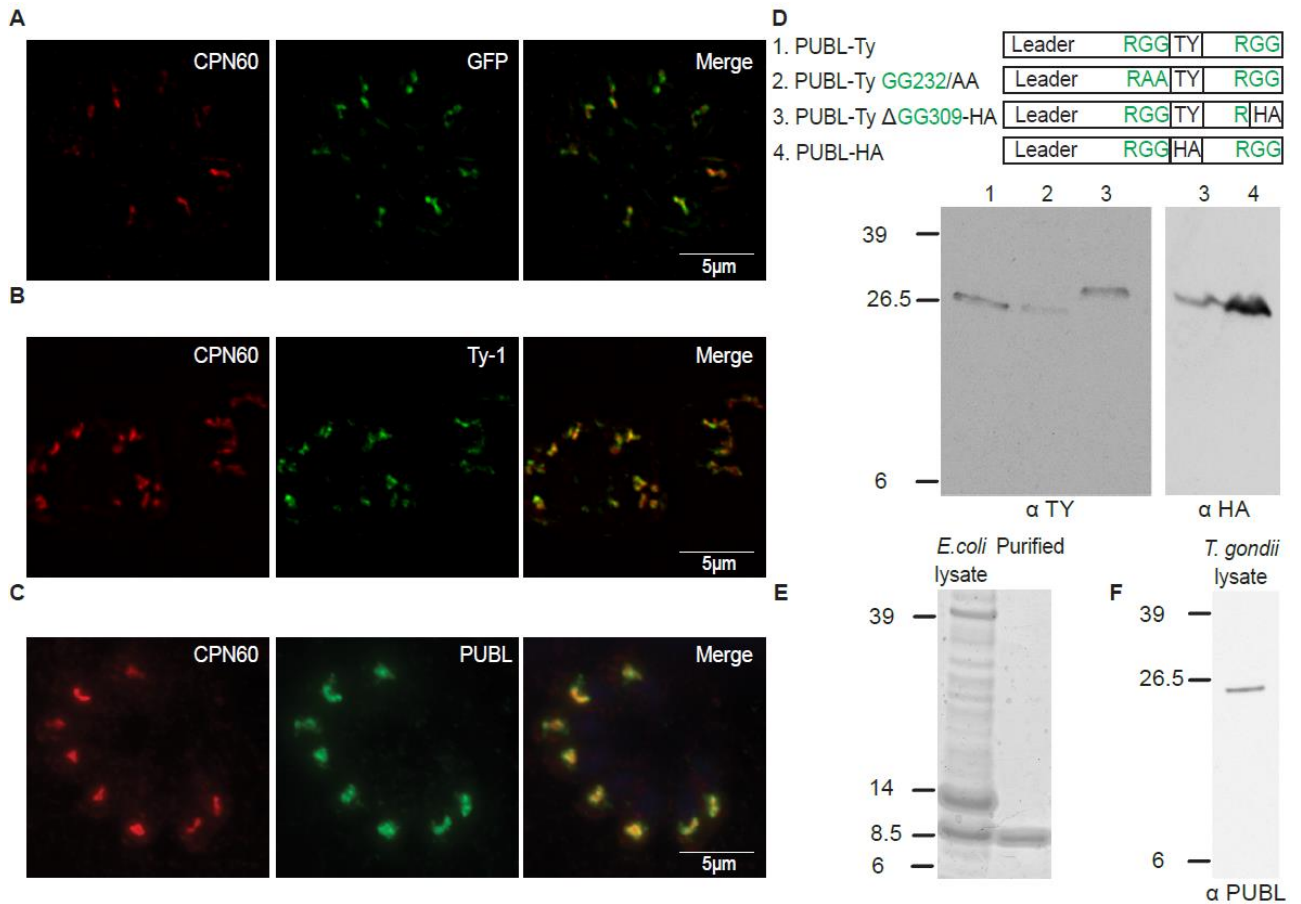 A
CPN60
GFP
Merge
5µm
B
CPN60
Ty-1
Merge
5µm
C
CPN60
PUBL
Merge
5µm
D
1. PUBL-Ty
Leader RGG TY RGG
2. PUBL-Ty GG232/AA
Leader RAA TY RGG
3. PUBL-Ty ΔGG309-HA
Leader RGG TY R HA
4. PUBL-HA
Leader RGG HA RGG
1 2 3
3 4
39
26.5
6
α TY
α HA
E
E.coli Purified
lysate
39
14
8.5
6
F
T. gondii
lysate
39
26.5
6
α PUBL